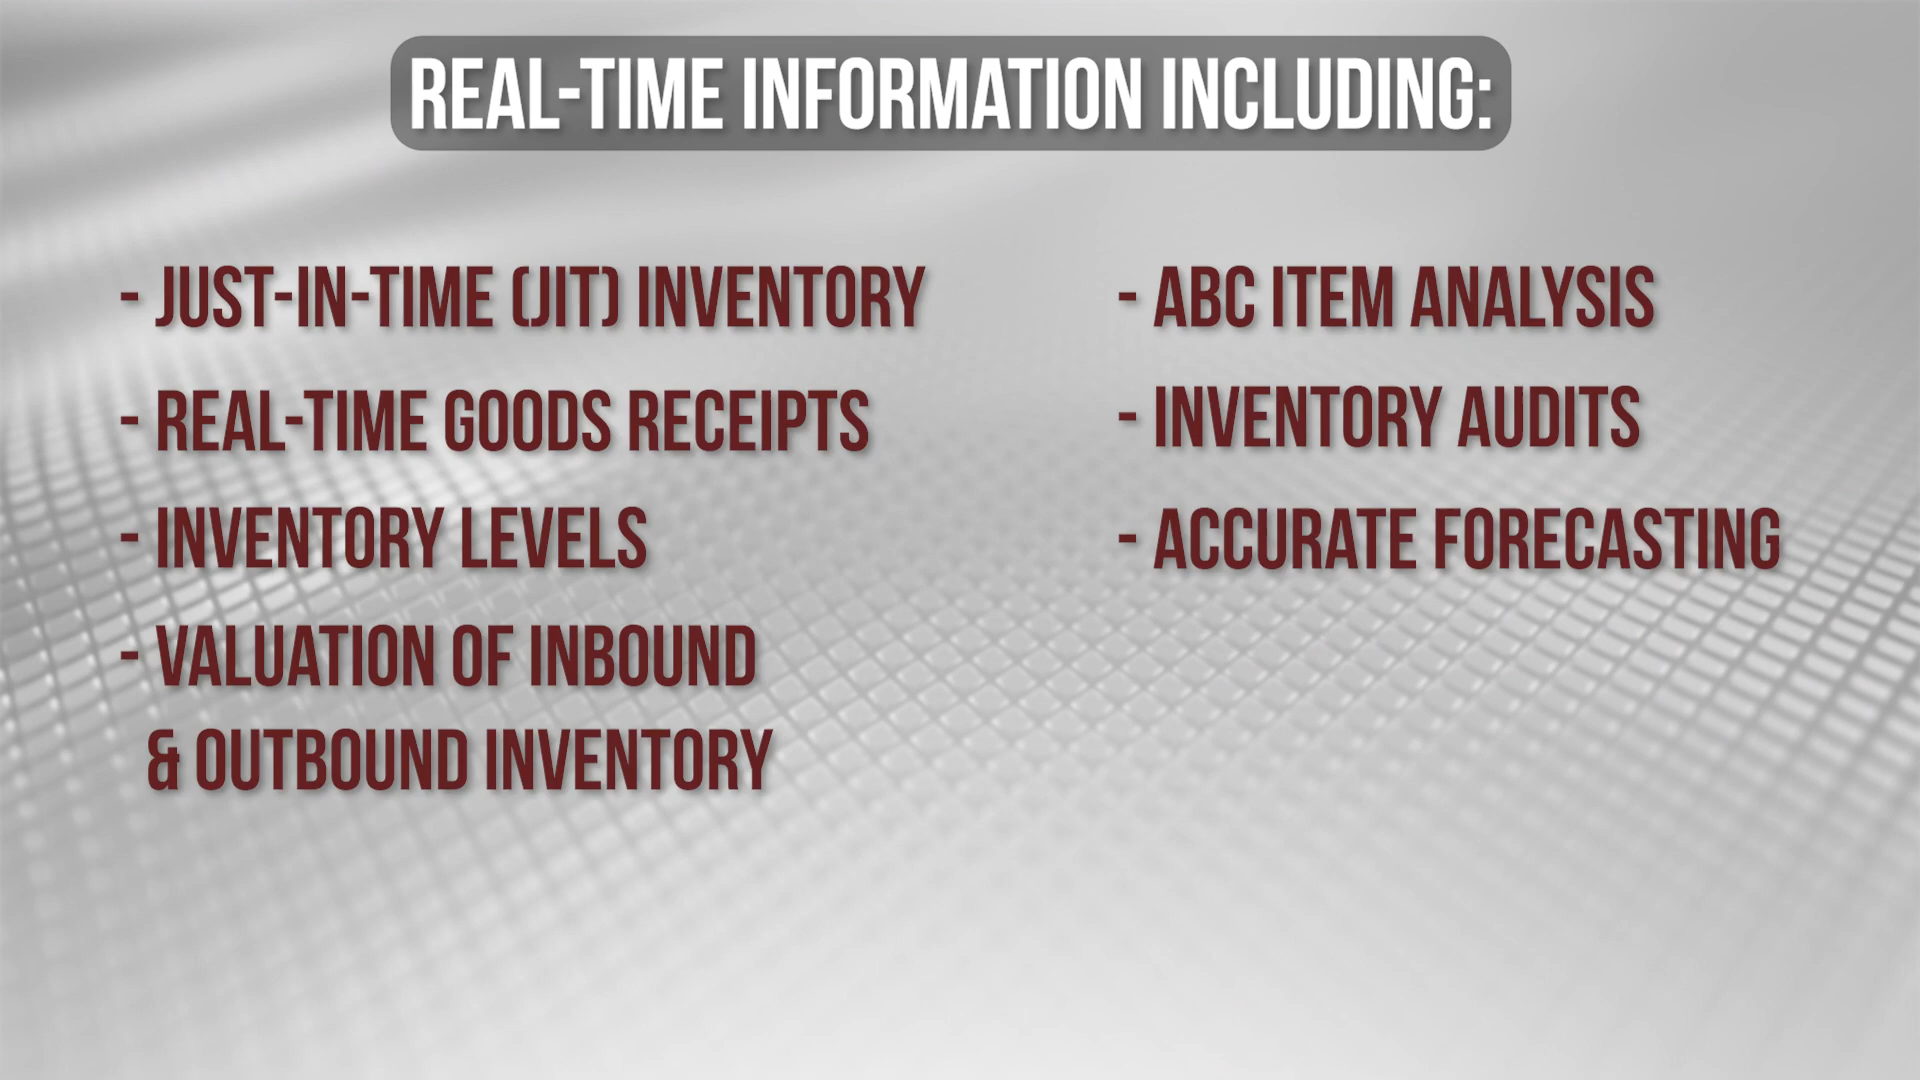 REAL-TIME INFORMATION INCLUDING:
- JUST-IN-TIME (JIT) INVENTORY
- REAL-TIME GOODS RECEIPTS
- INVENTORY LEVELS
- VALUATION OF INBOUND
& OUTBOUND INVENTORY
- ABC ITEM ANALYSIS
- INVENTORY AUDITS
- ACCURATE FORECASTING